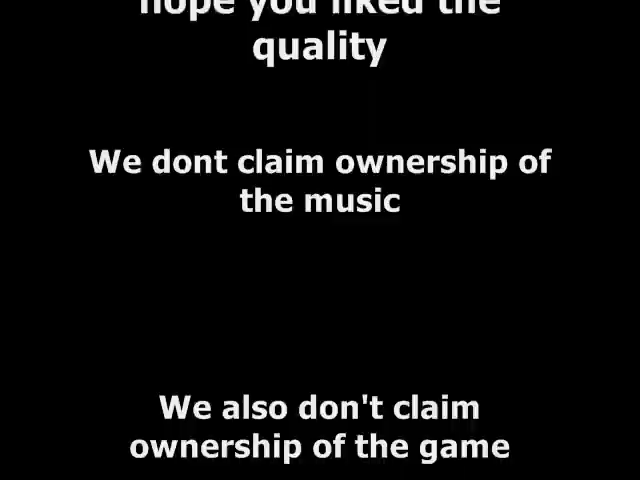 hope you liked the
quality
We dont claim ownership of
the music
We also don't claim
ownership of the game